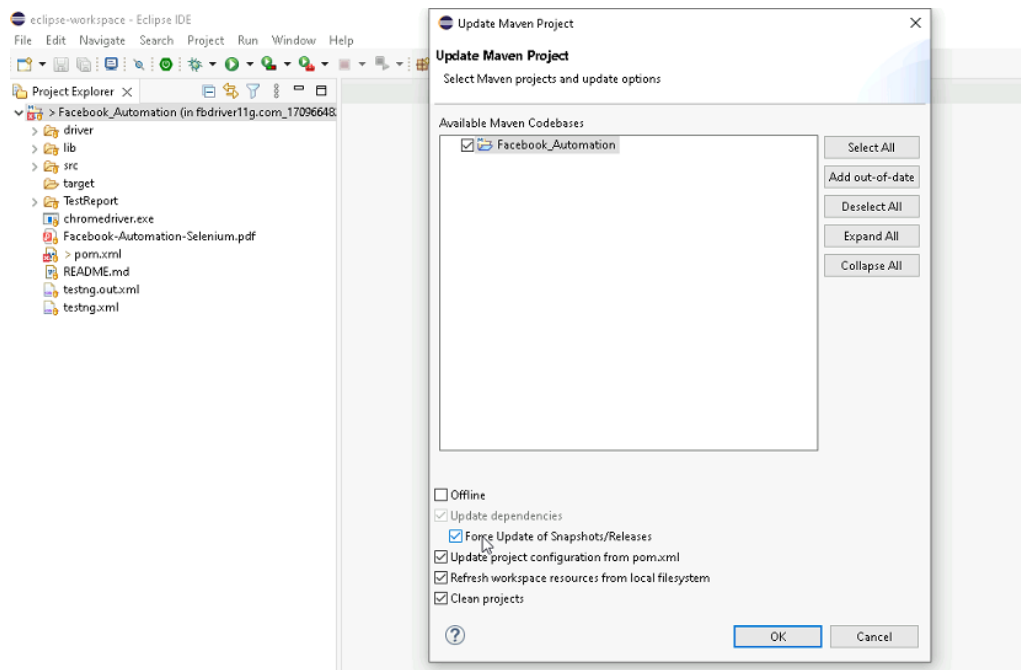 eclipse-workspace - Eclipse IDE
File Edit Navigate Search Project Run Window Help
Project Explorer
> Facebook_Automation (in fbdriver11g.com_17096648
driver
lib
src
target
TestReport
chromedriver.exe
Facebook-Automation-Selenium.pdf
> pom.xml
README.md
testng.out.xml
testng.xml
Update Maven Project
Update Maven Project
Select Maven projects and update options
Available Maven Codebases
Facebook_Automation
Select All
Add out-of-date
Deselect All
Expand All
Collapse All
Offline
Update dependencies
Force Update of Snapshots/Releases
Update project configuration from pom.xml
Refresh workspace resources from local filesystem
Clean projects
OK
Cancel